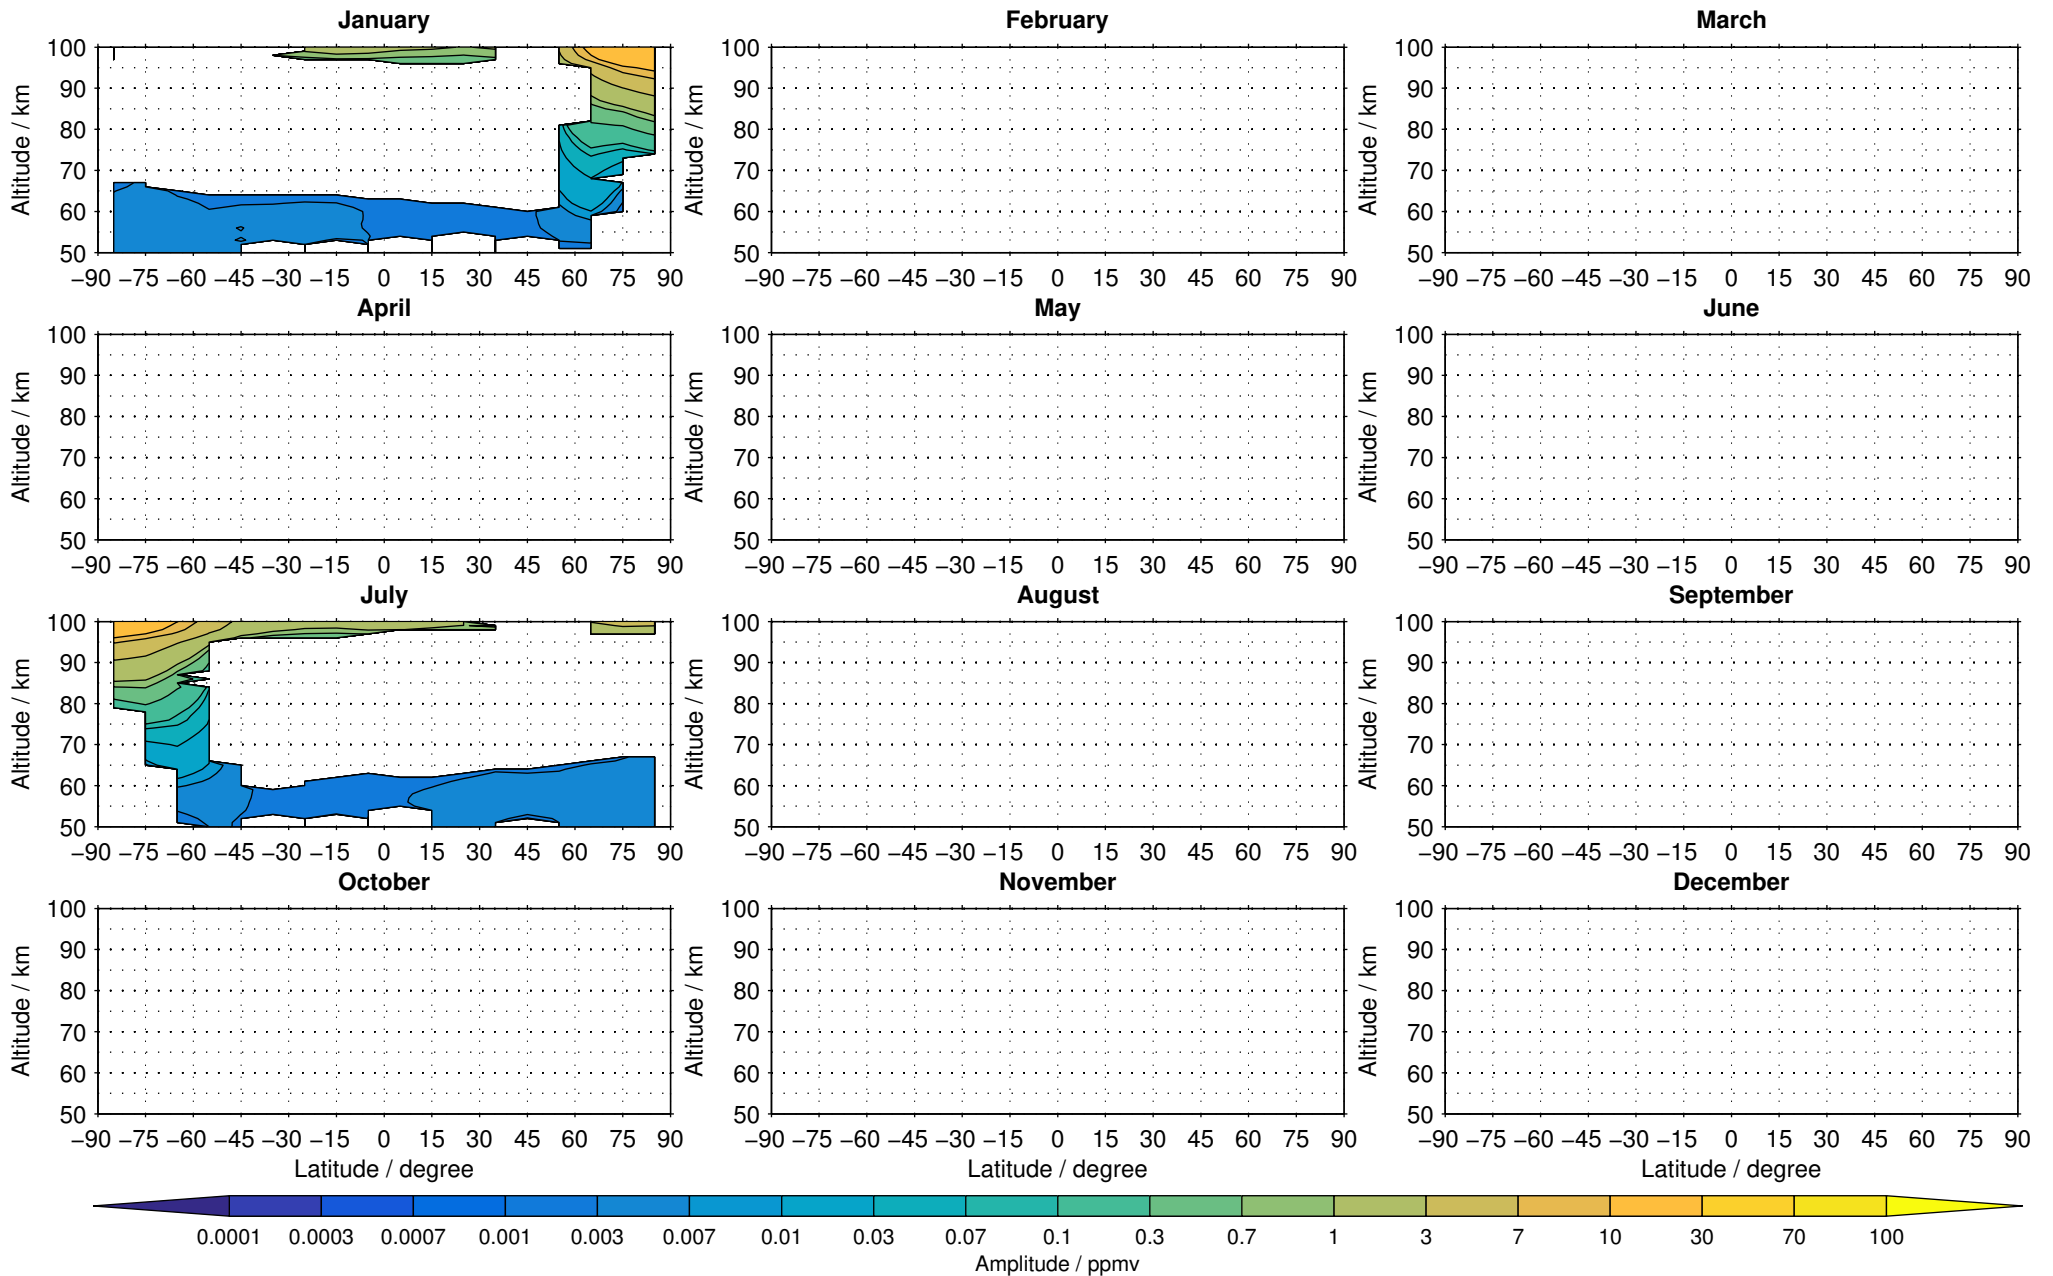 January February March
100 100 100
90 90 90
80 80 80
70 70 70
60 60 60
50 50 50
Altitude / km Altitude / km Altitude / km
−90 −75 −60 −45 −30 −15 0 15 30 45 60 75 90 −90 −75 −60 −45 −30 −15 0 15 30 45 60 75 90 −90 −75 −60 −45 −30 −15 0 15 30 45 60 75 90
April May June
100 100 100
90 90 90
80 80 80
70 70 70
60 60 60
50 50 50
Altitude / km Altitude / km Altitude / km
−90 −75 −60 −45 −30 −15 0 15 30 45 60 75 90 −90 −75 −60 −45 −30 −15 0 15 30 45 60 75 90 −90 −75 −60 −45 −30 −15 0 15 30 45 60 75 90
July August September
100 100 100
90 90 90
80 80 80
70 70 70
60 60 60
50 50 50
Altitude / km Altitude / km Altitude / km
−90 −75 −60 −45 −30 −15 0 15 30 45 60 75 90 −90 −75 −60 −45 −30 −15 0 15 30 45 60 75 90 −90 −75 −60 −45 −30 −15 0 15 30 45 60 75 90
October November December
100 100 100
90 90 90
80 80 80
70 70 70
60 60 60
50 50 50
Altitude / km Altitude / km Altitude / km
−90 −75 −60 −45 −30 −15 0 15 30 45 60 75 90 −90 −75 −60 −45 −30 −15 0 15 30 45 60 75 90 −90 −75 −60 −45 −30 −15 0 15 30 45 60 75 90
Latitude / degree Latitude / degree Latitude / degree
0.0001 0.0003 0.0007 0.001 0.003 0.007 0.01 0.03 0.07 0.1 0.3 0.7 1 3 7 10 30 70 100
Amplitude / ppmv